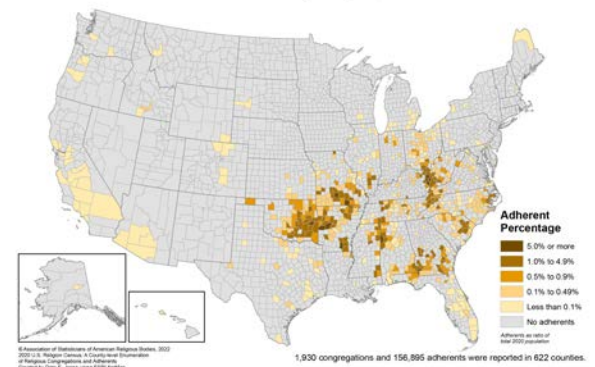 Adherent
Percentage
5.0% or more
1.0% to 4.9%
0.5% to 0.9%
0.1% to 0.49%
Less than 0.1%
No adherents
Adherents as ratio of
total 2020 population
© Association of Statisticians of American Religious Bodies, 2022
2020 U.S. Religion Census: A County-level Enumeration
of Religious Congregations and Adherents
1,930 congregations and 156,895 adherents were reported in 622 counties.